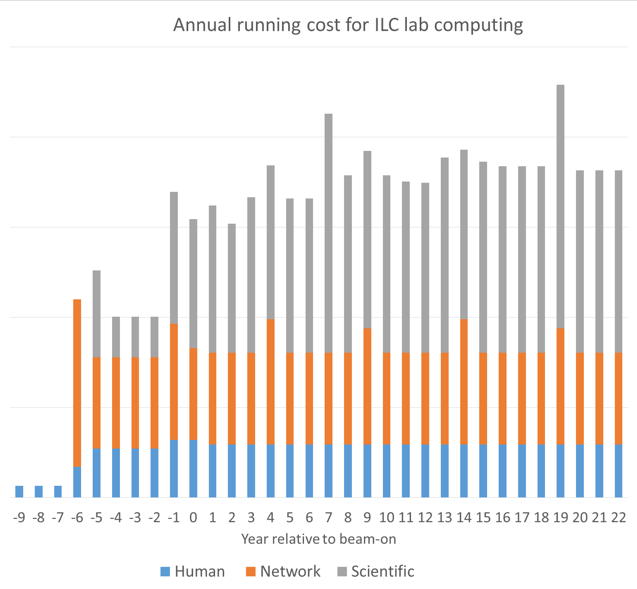 Annual running cost for ILC lab computing
-9 -8 -7 -6 -5 -4 -3 -2 -1 0 1 2 3 4 5 6 7 8 9 10 11 12 13 14 15 16 17 18 19 20 21 22
Year relative to beam-on
Human Network Scientific